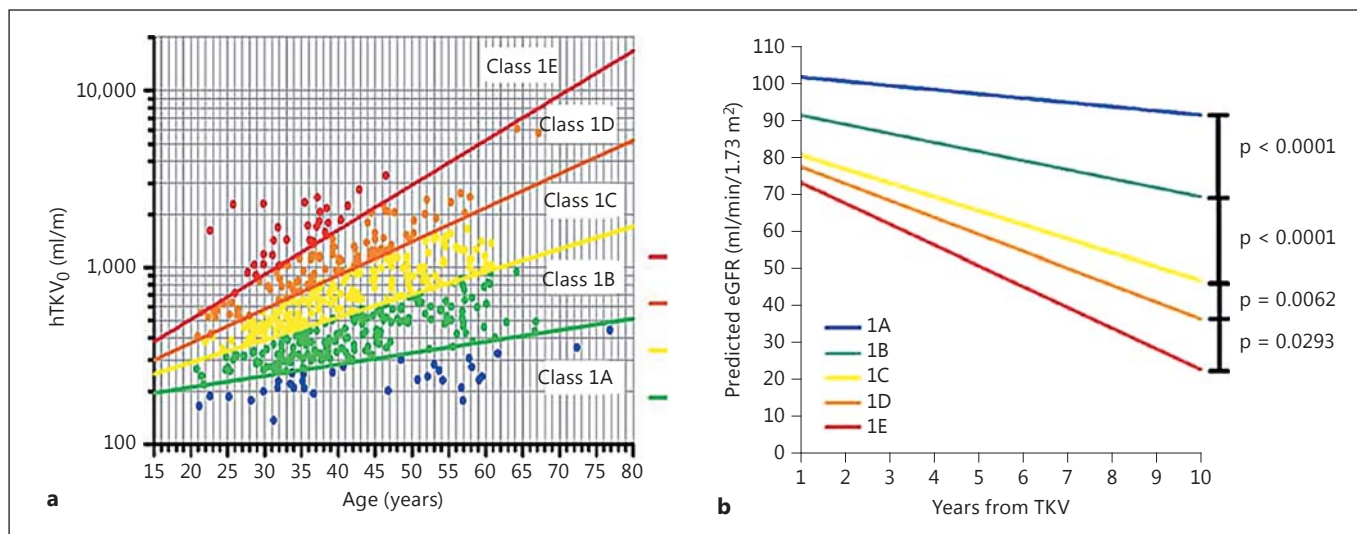 10,000
1,000
100
hTKV0 (ml/m)
Class 1E
Class 1D
Class 1C
Class 1B
Class 1A
15 20 25 30 35 40 45 50 55 60 65 70 75 80
Age (years)
a
110
100
90
80
70
60
50
40
30
20
10
0
Predicted eGFR (ml/min/1.73 m²)
1A
1B
1C
1D
1E
p < 0.0001
p < 0.0001
p = 0.0062
p = 0.0293
1 2 3 4 5 6 7 8 9 10
Years from TKV
b